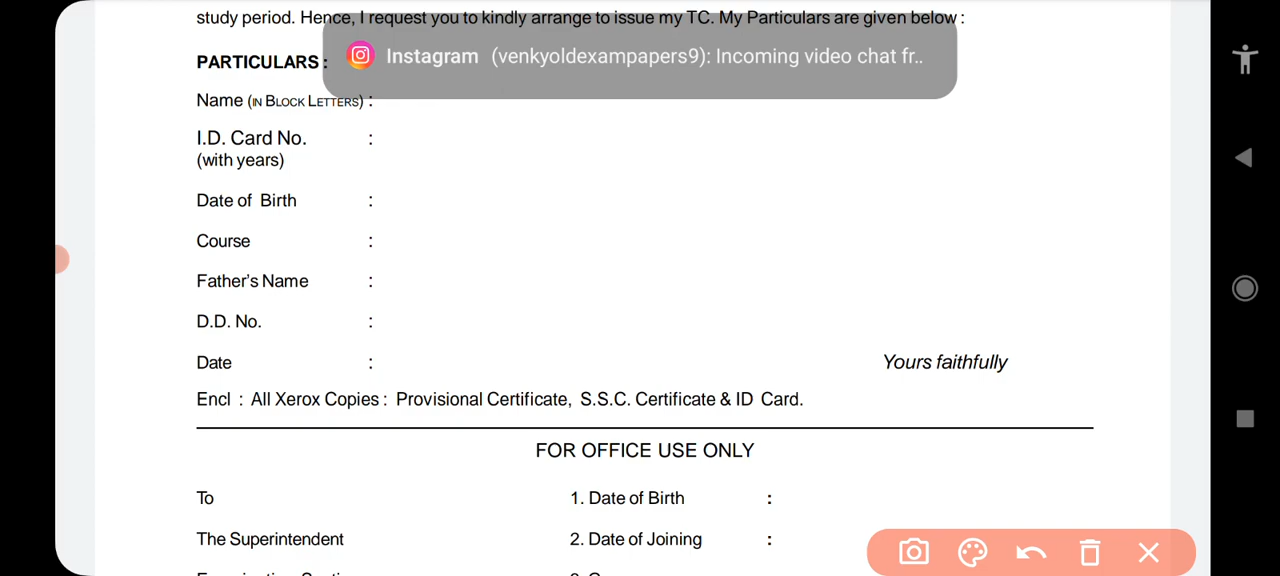 study period. Hence, I request you to kindly arrange to issue my TC. My Particulars are given below :
Instagram (venkyoldexampapers9): Incoming video chat fr..
PARTICULARS :
Name (IN BLOCK LETTERS) :
I.D. Card No. :
(with years)
Date of Birth :
Course :
Father's Name :
D.D. No. :
Date :
Yours faithfully
Encl : All Xerox Copies : Provisional Certificate, S.S.C. Certificate & ID Card.
FOR OFFICE USE ONLY
To 1. Date of Birth :
The Superintendent 2. Date of Joining :